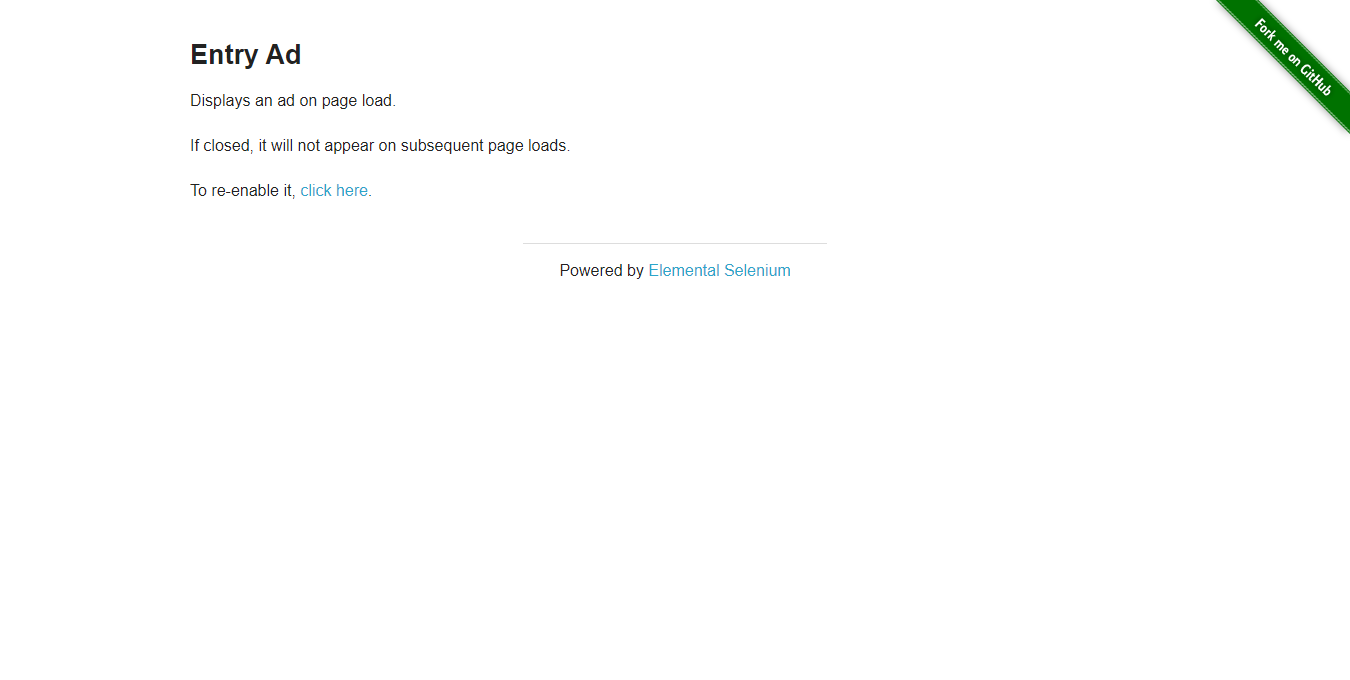 Fork me on GitHub
Entry Ad
Displays an ad on page load.
If closed, it will not appear on subsequent page loads.
To re-enable it, click here.
Powered by Elemental Selenium